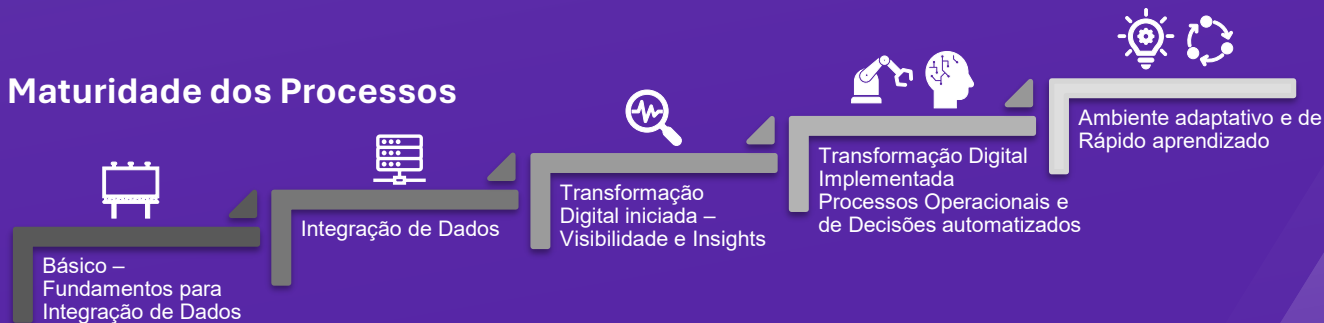 Maturidade dos Processos
Básico –
Fundamentos para
Integração de Dados
Integração de Dados
Transformação
Digital iniciada –
Visibilidade e Insights
Transformação Digital
Implementada
Processos Operacionais e
de Decisões automatizados
Ambiente adaptativo e de
Rápido aprendizado